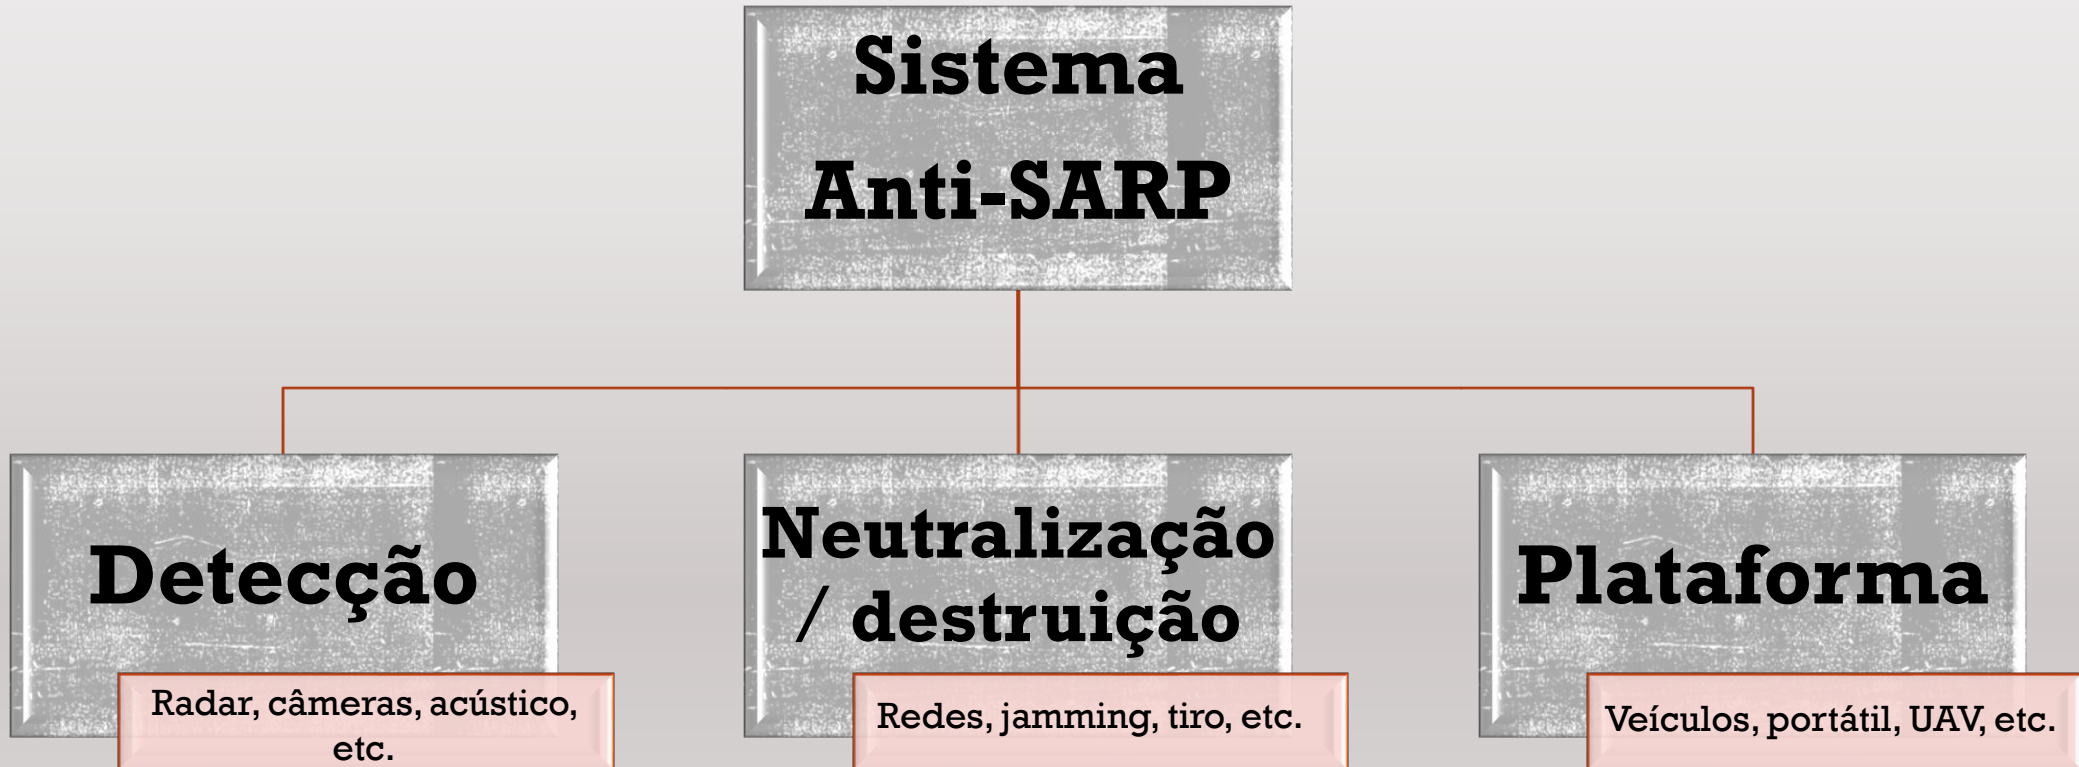 Sistema
Anti-SARP
Detecção
Radar, câmeras, acústico,
etc.
Neutralização
/ destruição
Redes, jamming, tiro, etc.
Plataforma
Veículos, portátil, UAV, etc.